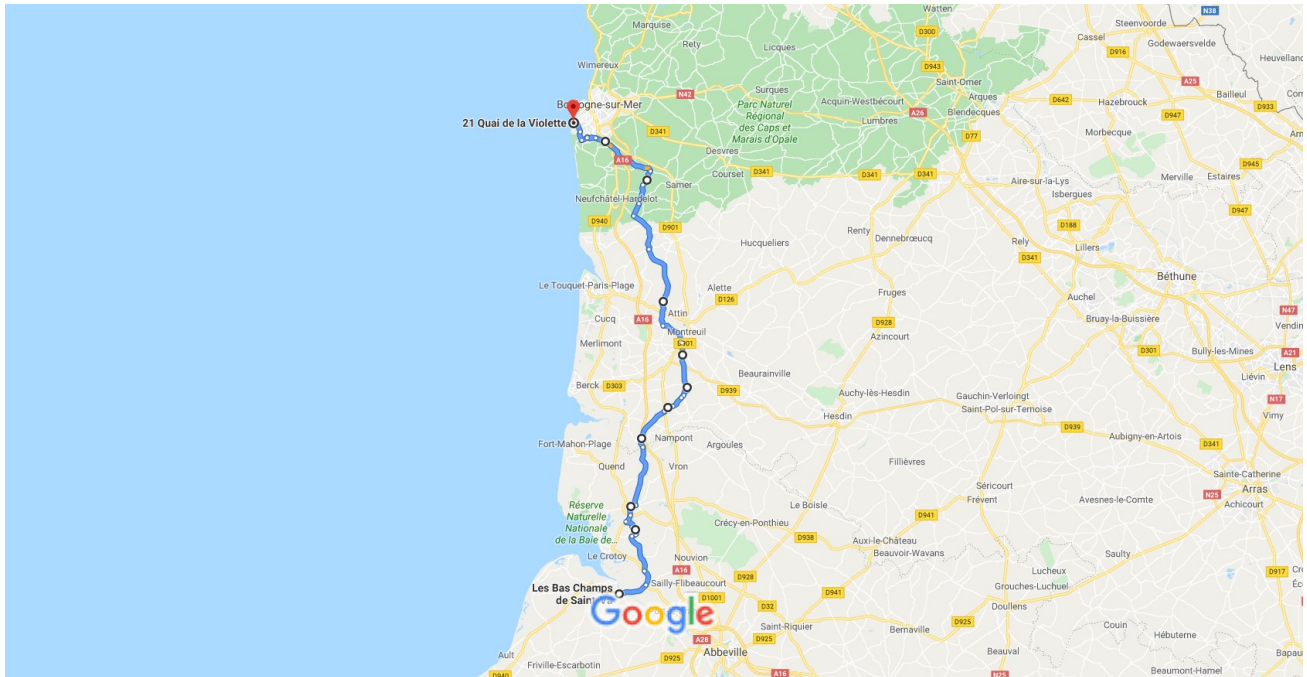 Watten
N38
Steenvoorde
Marquise
Rety
Licques
D300
Cassel
D916
Godewaersvelde
Heuvelland
Wimereux
D943
Saint-Omer
A25
Surques
Arques
N42
Acquin-Westbécourt
D642
Hazebrouck
Bailleul
Boulogne-sur-Mer
Parc Naturel
Régional
des Caps et
Marais d'Opale
A26
Blendecques
D947
D933
21 Quai de la Violette
Lumbres
D341
D77
Morbecque
Desvres
A16
D945
Samer
Courset
D341
D341
D341
Aire-sur-la-Lys
Merville
Estaires
Isbergues
Neufchâtel-Hardelot
D947
D940
D901
Renty
D188
Hucqueliers
Dennebrœucq
Rely
Lillers
D341
Béthune
Le Touquet-Paris-Plage
Alette
Fruges
Auchel
D126
Attin
N47
Cucq
A16
D928
Bruay-la-Buissière
Montreuil
Azincourt
Merlimont
D301
Bully-les-Mines
A21
Lens
Beaurainville
Liévin
Berck
D303
D939
Auchy-lès-Hesdin
Gauchin-Verloingt
N17
Saint-Pol-sur-Ternoise
Vimy
Hesdin
D939
Nampont
Aubigny-en-Artois
Fort-Mahon-Plage
Argoules
D341
Fillièvres
Quend
Vron
Sainte-Catherine
Séricourt
Arras
Réserve
Naturelle
Nationale
de la Baie de...
Le Boisle
Frévent
Avesnes-le-Comte
N25
Achicourt
D941
Crécy-en-Ponthieu
D938
Auxi-le-Château
Beauvoir-Wavans
Saulty
Le Crotoy
Nouvion
A16
Lucheux
D917
D928
Les Bas Champs
Sailly-Flibeaucourt
Grouches-Luchuel
D941
de Saint-Va
D1001
Doullens
Google
D32
D925
Saint-Riquier
Bernaville
Couin
A28
D925
Hébuterne
Ault
Abbeville
D925
Friville-Escarbotin
Beauval
D940
A16
N25
Beaumont-Hamel